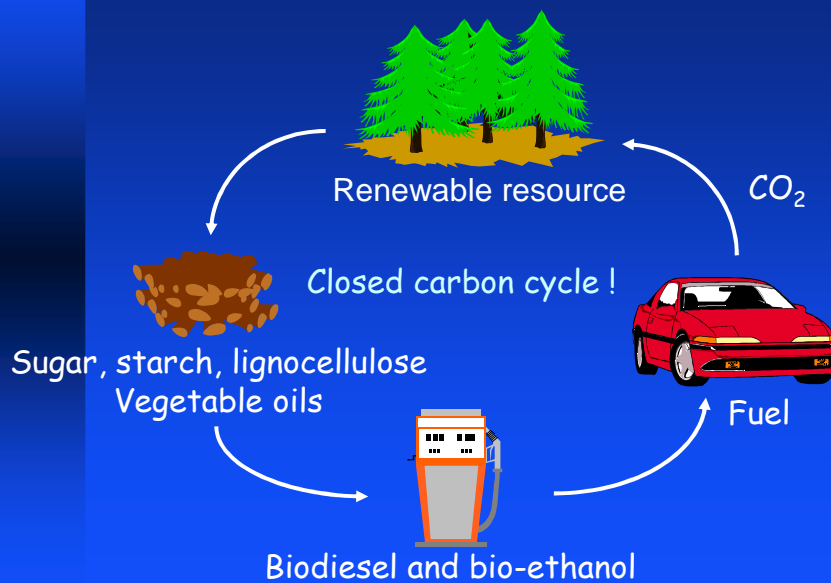 Renewable resource
CO₂
Closed carbon cycle !
Sugar, starch, lignocellulose
Vegetable oils
Fuel
Biodiesel and bio-ethanol